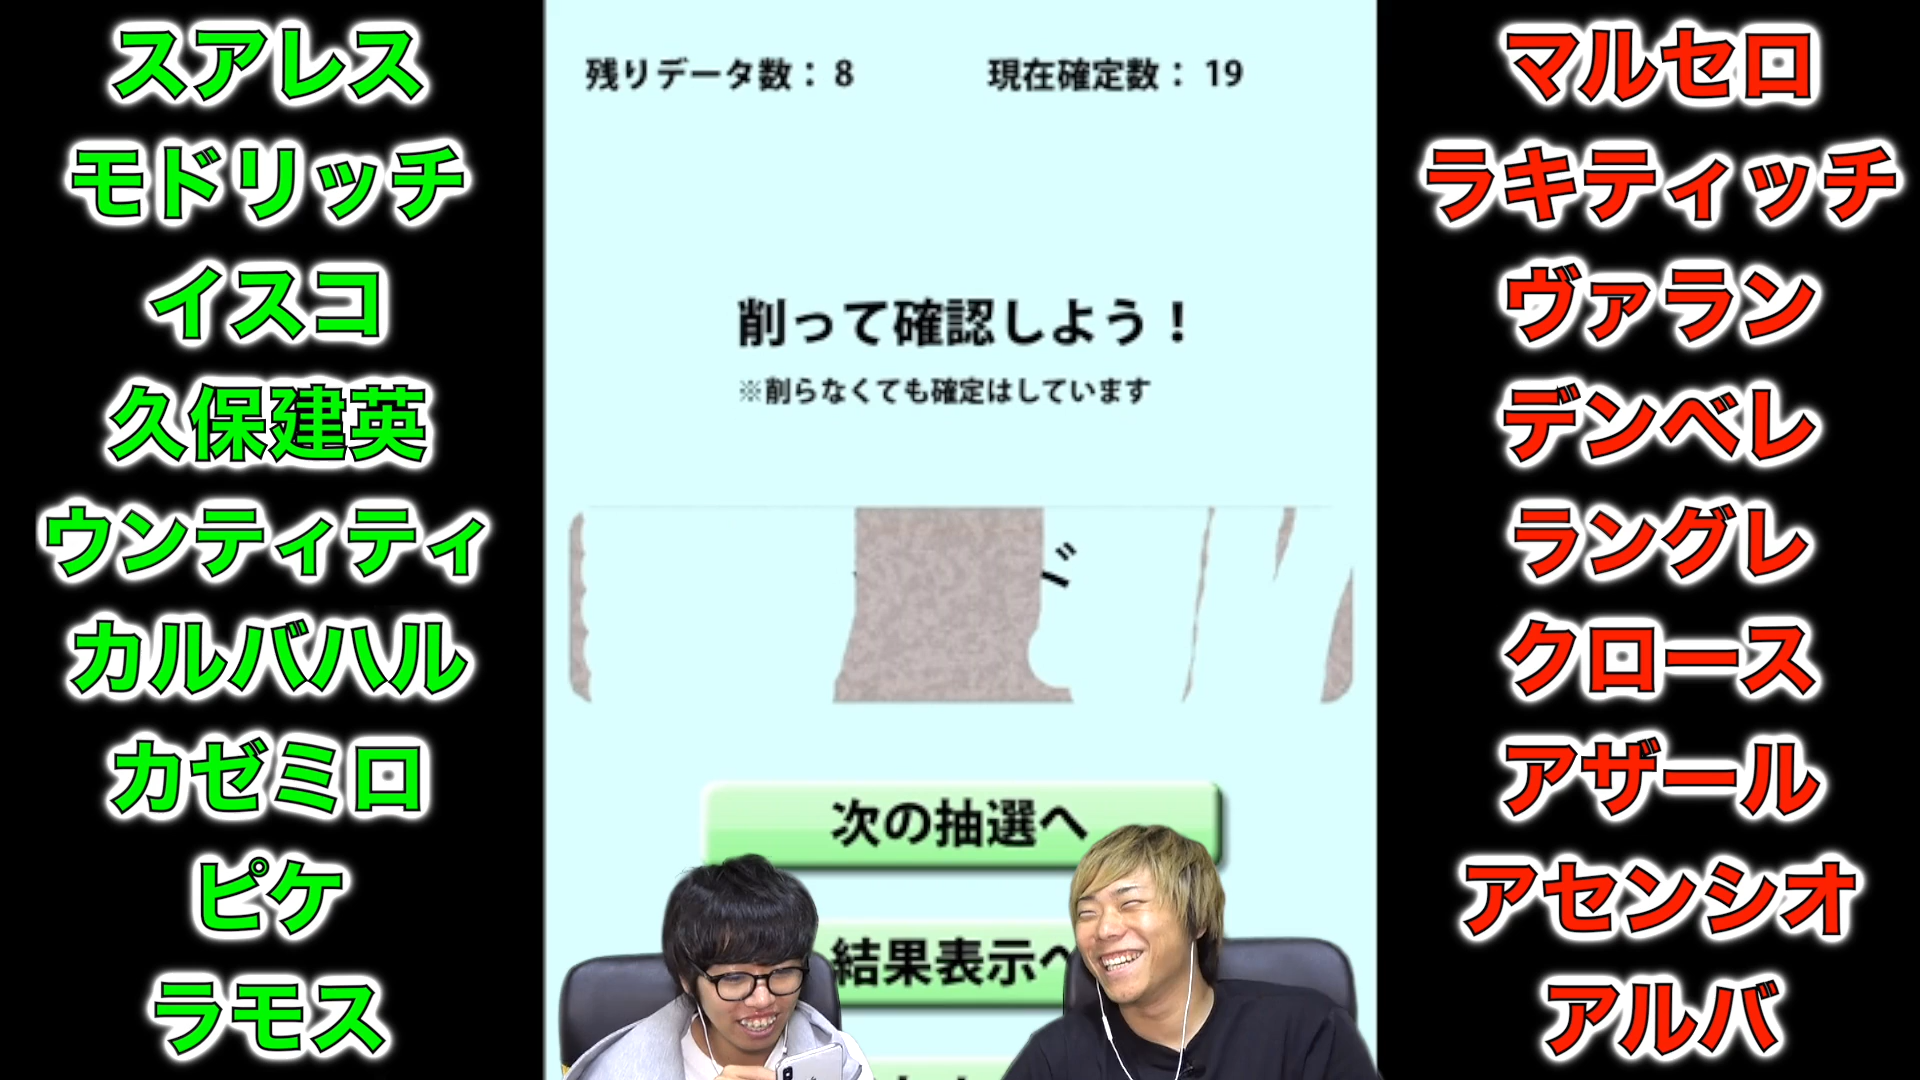 スアレス
モドリッチ
イスコ
久保建英
ウンティティ
カルバハル
カゼミロ
ピケ
ラモス
残りデータ数： 8
現在確定数： 19
削って確認しよう！
※削らなくても確定はしています
次の抽選へ
結果表示へ
マルセロ
ラキティッチ
ヴァラン
デンベレ
ラングレ
クロース
アザール
アセンシオ
アルバ